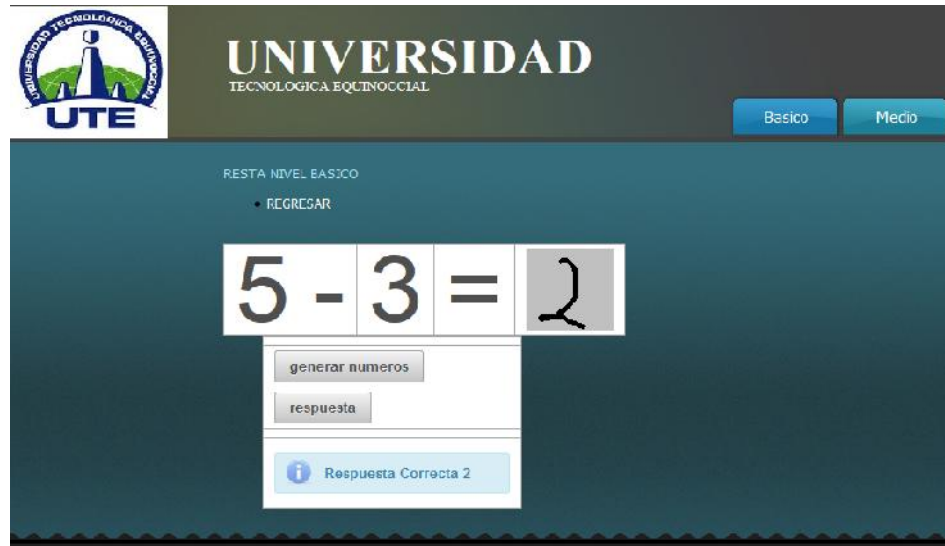 UNIVERSIDAD TECNOLOGICA EQUINOCCIAL
UTE
UNIVERSIDAD
TECNOLOGICA EQUINOCCIAL
Basico Medio
RESTA NIVEL BASICO
• REGRESAR
5 - 3 = 2
generar numeros
respuesta
i Respuesta Correcta 2